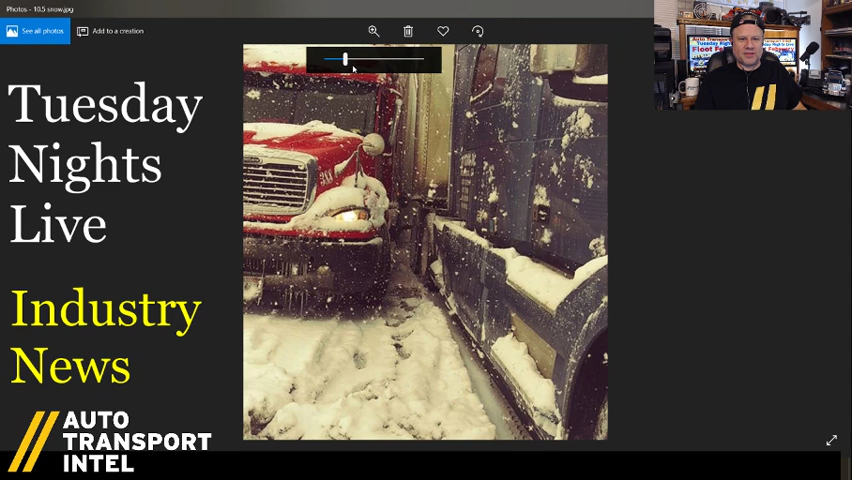 Photos - 10.5 snow.jpg
See all photos
Add to a creation
Tuesday
Nights
Live
Industry
News
AUTO
TRANSPORT
INTEL